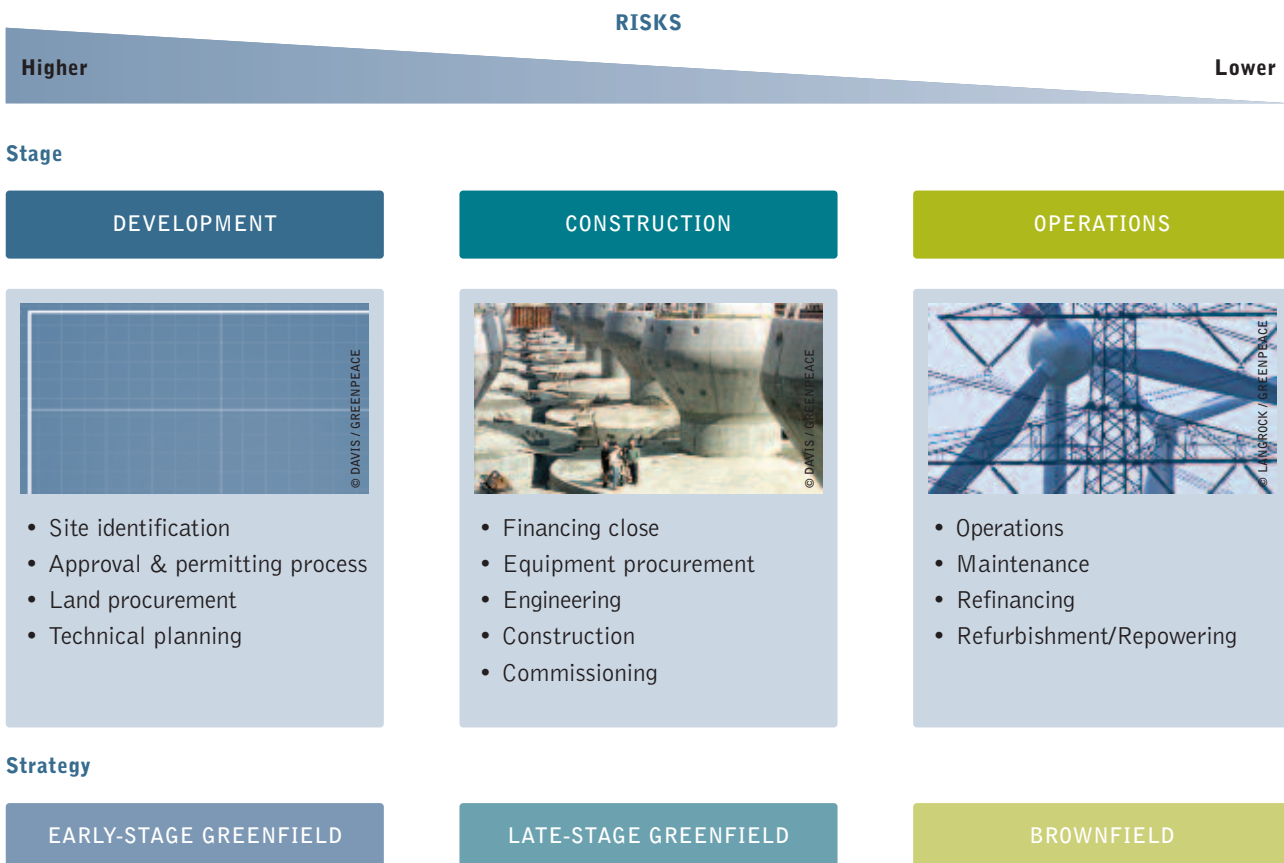 RISKS
Higher
Lower
Stage
DEVELOPMENT
CONSTRUCTION
OPERATIONS
© DAVIS / GREENPEACE
© DAVIS / GREENPEACE
© LANGROCK / GREENPEACE
• Site identification
• Approval & permitting process
• Land procurement
• Technical planning
• Financing close
• Equipment procurement
• Engineering
• Construction
• Commissioning
• Operations
• Maintenance
• Refinancing
• Refurbishment/Repowering
Strategy
EARLY-STAGE GREENFIELD
LATE-STAGE GREENFIELD
BROWNFIELD